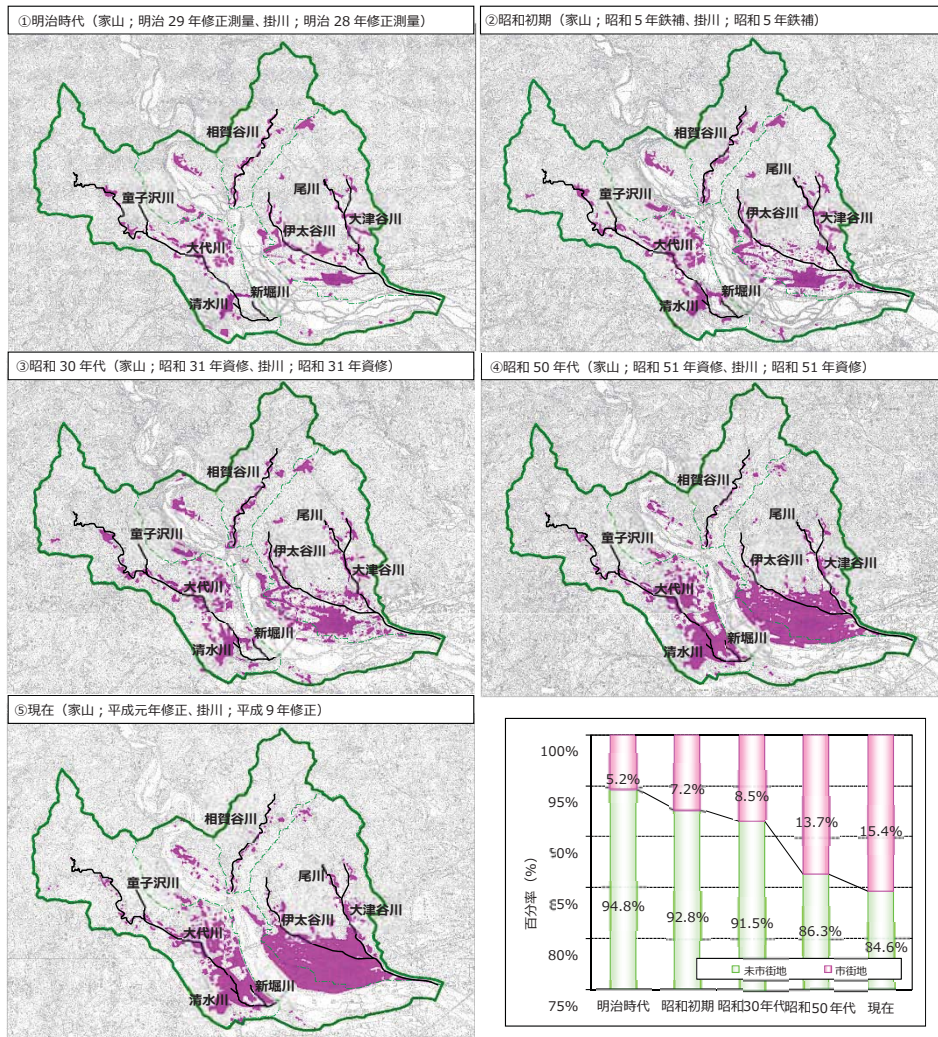 ①明治時代（家山；明治 29 年修正測量、掛川；明治 28 年修正測量）
相賀谷川
尾川
童子沢川
大津谷川
伊太谷川
大代川
新堀川
清水川
②昭和初期（家山；昭和５年鉄補、掛川；昭和５年鉄補）
相賀谷川
尾川
童子沢川
大津谷川
伊太谷川
大代川
新堀川
清水川
③昭和 30 年代（家山；昭和 31 年資修、掛川；昭和 31 年資修）
相賀谷川
尾川
童子沢川
伊太谷川
大津谷川
大代川
新堀川
清水川
④昭和 50 年代（家山；昭和 51 年資修、掛川；昭和 51 年資修）
相賀谷川
尾川
童子沢川
伊太谷川
大津谷川
大代川
新堀川
清水川
⑤現在（家山；平成元年修正、掛川；平成９年修正）
相賀谷川
尾川
童子沢川
大津谷川
伊太谷川
大代川
新堀川
清水川
百分率（%）
100%
95%
50%
£5%
80%
75%
5.2%
7.2%
8.5%
13.7%
15.4%
94.8%
92.8%
91.5%
86.3%
34.6%
未市街地
市街地
明治時代
昭和初期
昭和30年代
昭和50年代
現在